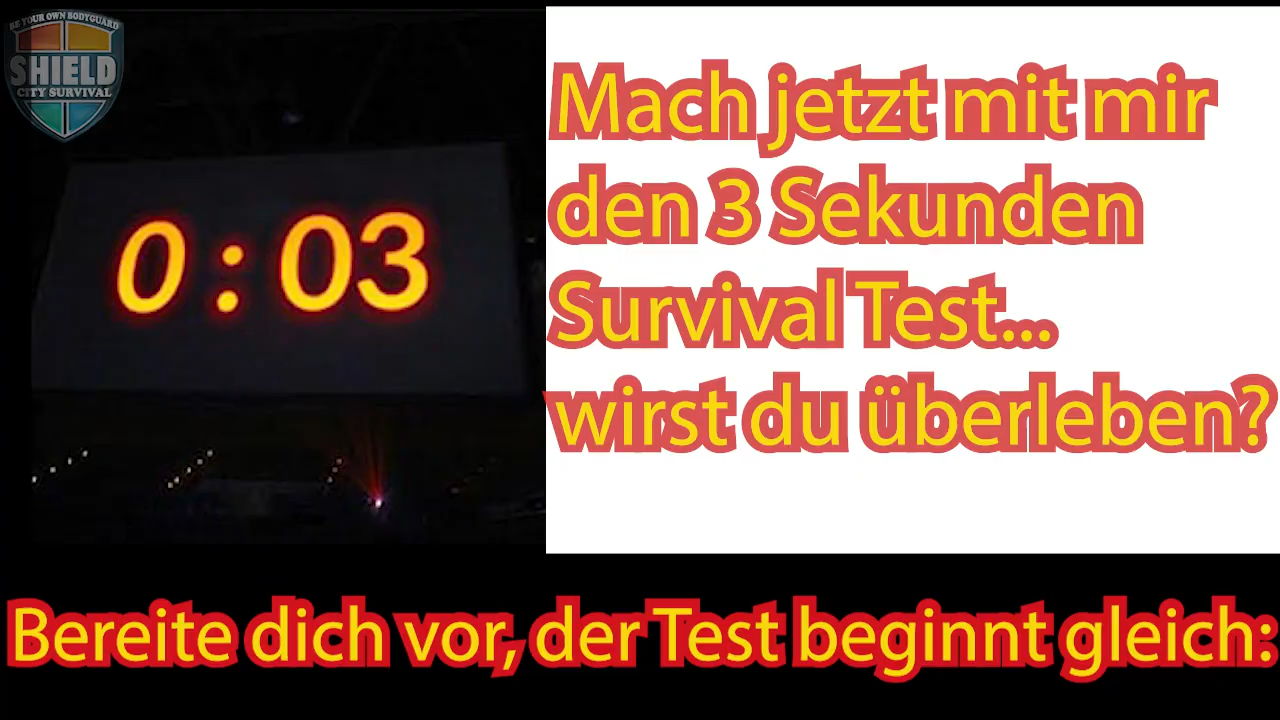 BE YOUR OWN BODYGUARD
SHIELD
CITY SURVIVAL
0:03
Mach jetzt mit mir
den 3 Sekunden
Survival Test...
wirst du überleben?
Bereite dich vor, der Test beginnt gleich: